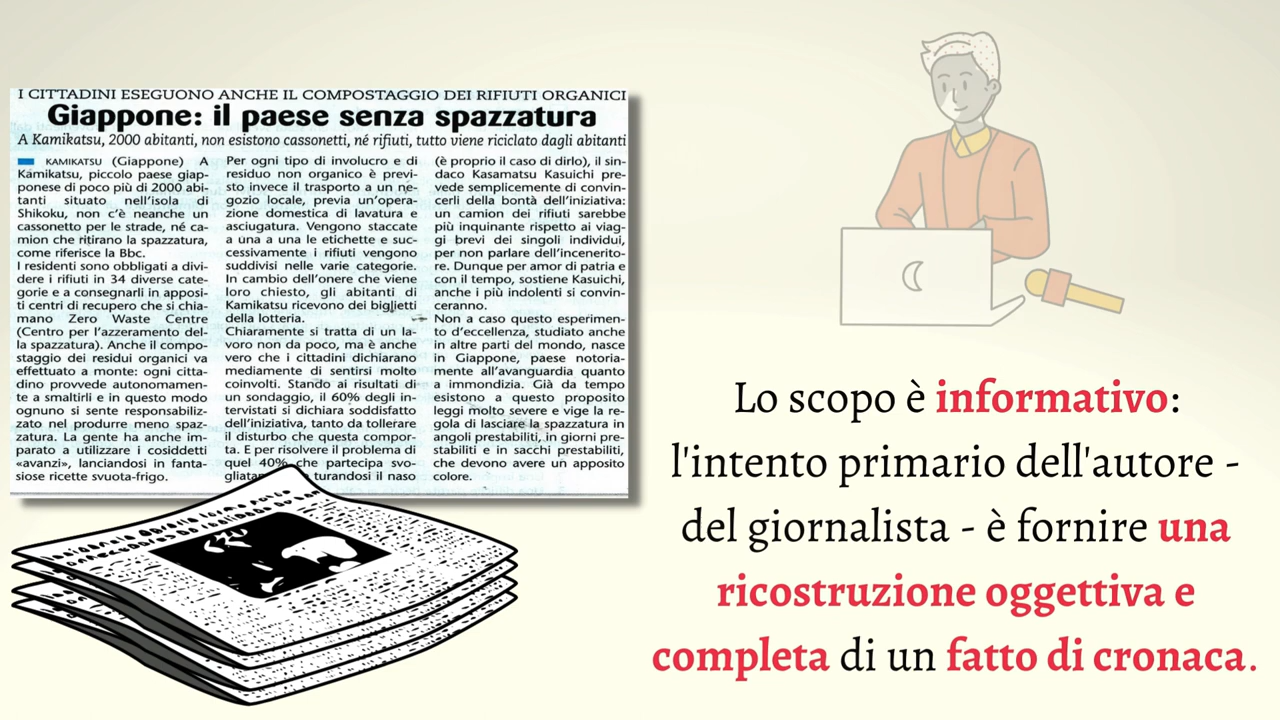 I CITTADINI ESEGUONO ANCHE IL COMPOSTAGGIO DEI RIFIUTI ORGANICI
Giappone: il paese senza spazzatura
A Kamikatsu, 2000 abitanti, non esistono cassonetti, né rifiuti, tutto viene riciclato dagli abitanti
KAMIKATSU (Giappone) A
Kamikatsu, piccolo paese giap-
ponese di poco più di 2000 abi-
tanti situato nell'isola di
Shikoku, non c'è neanche un
cassonetto per le strade, né ca-
mion che ritirano la spazzatura,
come riferisce la Bbc.
I residenti sono obbligati a divi-
dere i rifiuti in 34 diverse cate-
gorie e a consegnarli in apposi-
ti centri di recupero che si chia-
mano Zero Waste Centre
(Centro per l'azzeramento del-
la spazzatura). Anche il compo-
staggio dei residui organici va
effettuato a monte: ogni citta-
dino provvede autonomamen-
te a smaltirli e in questo modo
ognuno si sente responsabiliz-
zato nel produrre meno spaz-
zatura. La gente ha anche im-
parato a utilizzare i cosiddetti
«avanzi», lanciandosi in fanta-
siose ricette svuota-frigo.
Per ogni tipo di involucro e di
residuo non organico è previ-
sto invece il trasporto a un ne-
gozio locale, previa un'opera-
zione domestica di lavatura e
asciugatura. Vengono staccate
a una a une le etichette e suc-
cessivamente i rifiuti vengono
suddivisi nelle varie categorie.
In cambio dell'onere che viene
loro chiesto, gli abitanti di
Kamikatsu ricevono dei biglietti
della lotteria.
Chiaramente si tratta di un la-
voro non da poco, ma è anche
vero che i cittadini dichiarano
mediamente di sentirsi molto
coinvolti. Stando ai risultati di
un sondaggio, il 60% degli in-
tervistati si dichiara soddisfatto
dell'iniziativa, tanto da tollerare
il disturbo che questa compor-
ta. E per risolvere il problema di
quel 40% che partecipa svo-
turandosi il naso
(è proprio il caso di dirlo), il sin-
daco Kasamatsu Kasuichi pre-
vede semplicemente di convin-
cerli della bontà dell'iniziativa:
un camion dei rifiuti sarebbe
più inquinante rispetto ai viag-
gi brevi dei singoli individui,
per non parlare dell'incenerito-
re. Dunque per amor di patria e
con il tempo, sostiene Kasuichi,
anche i più indolenti si convin-
ceranno.
Non a caso questo esperimen-
to d'eccellenza, studiato anche
in altre parti del mondo, nasce
in Giappone, paese notoria-
mente all'avanguardia quanto
a immondizia. Già da tempo
esistono a questo proposito
leggi molto severe e vige la re-
gola di lasciare la spazzatura in
angoli prestabiliti, in giorni pre-
stabiliti e in sacchi prestabiliti,
che devono avere un apposito
colore.
Lo scopo è informativo:
l'intento primario dell'autore -
del giornalista - è fornire una
ricostruzione oggettiva e
completa di un fatto di cronaca.